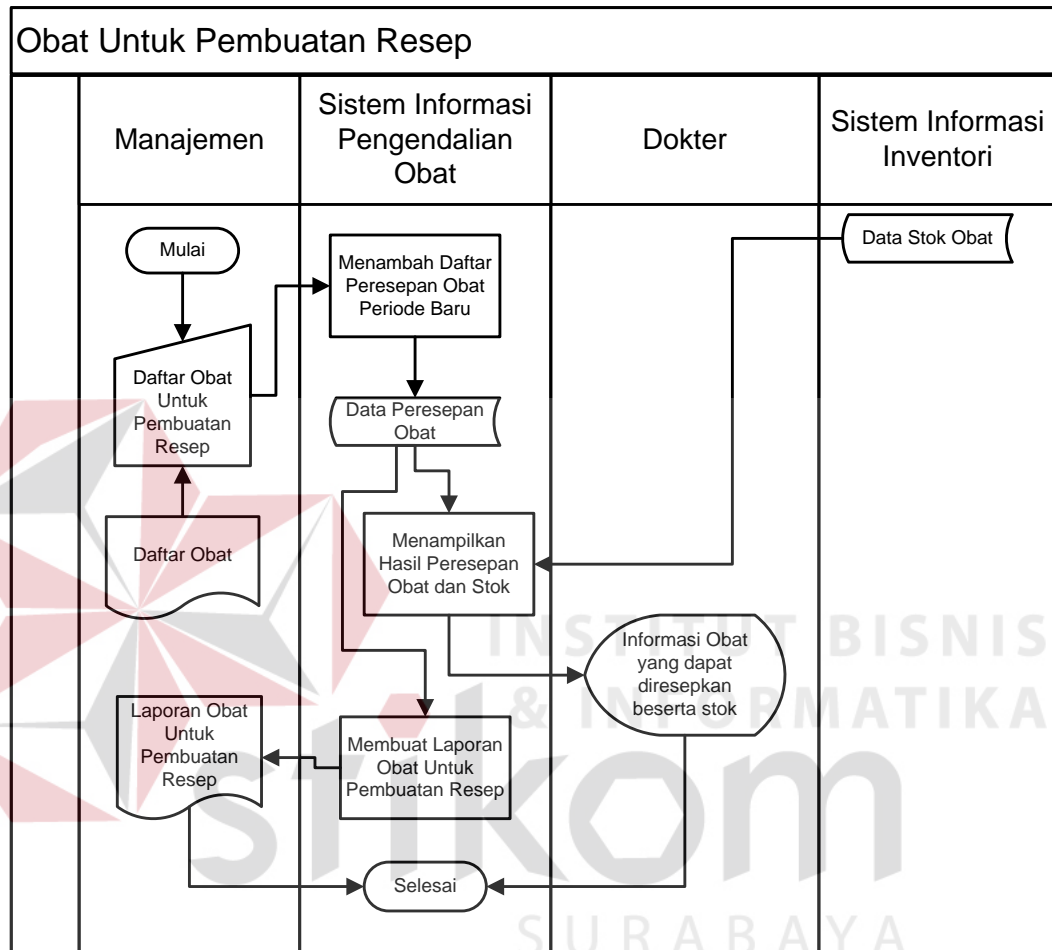 Obat Untuk Pembuatan Resep
Manajemen
Sistem Informasi
Pengendalian
Obat
Dokter
Sistem Informasi
Inventori
Mulai
Menambah Daftar
Peresepan Obat
Periode Baru
Data Stok Obat
Daftar Obat
Untuk
Pembuatan
Resep
Data Peresepan
Obat
Daftar Obat
Menampilkan
Hasil Peresepan
Obat dan Stok
Informasi Obat
yang dapat
diresepkan
beserta stok
Laporan Obat
Untuk
Pembuatan
Resep
Membuat Laporan
Obat Untuk
Pembuatan Resep
Selesai
INSTITUT BISNIS
& INFORMATIKA
stikom
SURABAYA